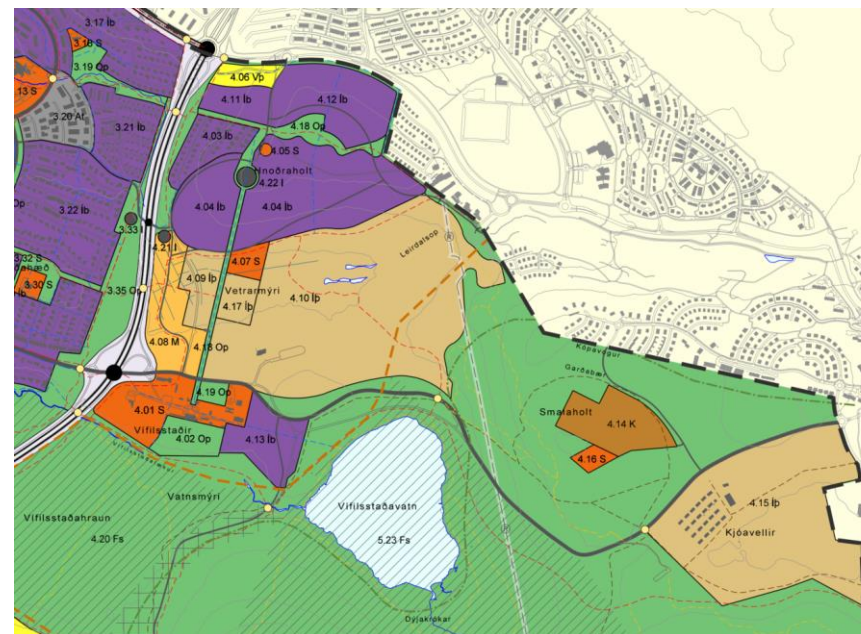 3.17 Íb
3.18 S
3.19 Op
13 S
3.20 At
3.21 Íb
4.06 Vþ
4.11 Íb
4.12 Íb
4.18 Op
4.03 Íb
4.05 S
Hnoðraholt
4.22 I
4.04 Íb
4.04 Íb
3.22 Íb
Op
3.33 I
4.21 I
Leirdalsop
3.32 S
3.30 S
3.35 Op
4.07 S
4.09 Íþ
Vetrarmýri
4.10 Íþ
4.17 Íþ
4.08 M
4.18 Op
Kópavogur
Garðabær
4.19 Op
4.01 S
Vífilsstaðir
4.02 Op
4.13 Íb
Smalaholt
4.14 K
4.16 S
Vatnsmýri
Vífilsstaðahraun
4.20 Fs
Vífilsstaðavatn
5.23 Fs
4.15 Íþ
Kjóavellir
Dýjakrókar